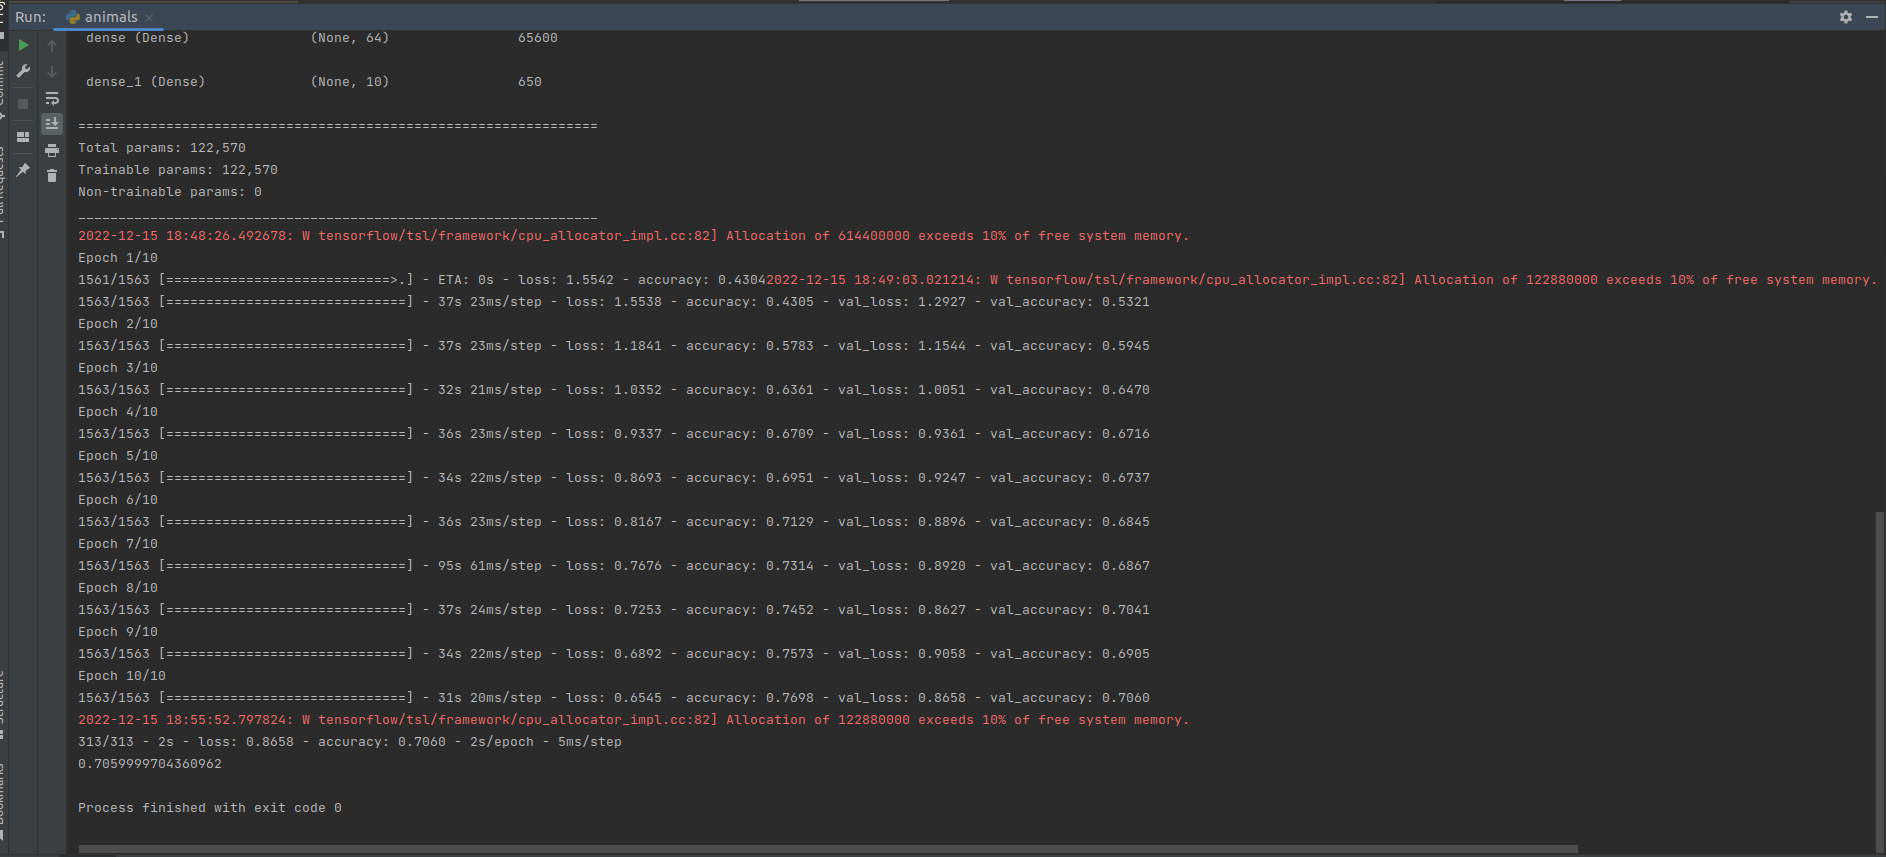 Run: animals
dense (Dense) (None, 64) 65600
dense_1 (Dense) (None, 10) 650
=================================================================
Total params: 122,570
Trainable params: 122,570
Non-trainable params: 0
_________________________________________________________________
2022-12-15 18:48:26.492678: W tensorflow/tsl/framework/cpu_allocator_impl.cc:82] Allocation of 614400000 exceeds 10% of free system memory.
Epoch 1/10
1561/1563 [============================>.] - ETA: 0s - loss: 1.5542 - accuracy: 0.43042022-12-15 18:49:03.021214: W tensorflow/tsl/framework/cpu_allocator_impl.cc:82] Allocation of 122880000 exceeds 10% of free system memory.
1563/1563 [==============================] - 37s 23ms/step - loss: 1.5538 - accuracy: 0.4305 - val_loss: 1.2927 - val_accuracy: 0.5321
Epoch 2/10
1563/1563 [==============================] - 37s 23ms/step - loss: 1.1841 - accuracy: 0.5783 - val_loss: 1.1544 - val_accuracy: 0.5945
Epoch 3/10
1563/1563 [==============================] - 32s 21ms/step - loss: 1.0352 - accuracy: 0.6361 - val_loss: 1.0051 - val_accuracy: 0.6470
Epoch 4/10
1563/1563 [==============================] - 36s 23ms/step - loss: 0.9337 - accuracy: 0.6709 - val_loss: 0.9361 - val_accuracy: 0.6716
Epoch 5/10
1563/1563 [==============================] - 34s 22ms/step - loss: 0.8693 - accuracy: 0.6951 - val_loss: 0.9247 - val_accuracy: 0.6737
Epoch 6/10
1563/1563 [==============================] - 36s 23ms/step - loss: 0.8167 - accuracy: 0.7129 - val_loss: 0.8896 - val_accuracy: 0.6845
Epoch 7/10
1563/1563 [==============================] - 95s 61ms/step - loss: 0.7676 - accuracy: 0.7314 - val_loss: 0.8920 - val_accuracy: 0.6867
Epoch 8/10
1563/1563 [==============================] - 37s 24ms/step - loss: 0.7253 - accuracy: 0.7452 - val_loss: 0.8627 - val_accuracy: 0.7041
Epoch 9/10
1563/1563 [==============================] - 34s 22ms/step - loss: 0.6892 - accuracy: 0.7573 - val_loss: 0.9058 - val_accuracy: 0.6905
Epoch 10/10
1563/1563 [==============================] - 31s 20ms/step - loss: 0.6545 - accuracy: 0.7698 - val_loss: 0.8658 - val_accuracy: 0.7060
2022-12-15 18:55:52.797824: W tensorflow/tsl/framework/cpu_allocator_impl.cc:82] Allocation of 122880000 exceeds 10% of free system memory.
313/313 - 2s - loss: 0.8658 - accuracy: 0.7060 - 2s/epoch - 5ms/step
0.7059999704360962
Process finished with exit code 0